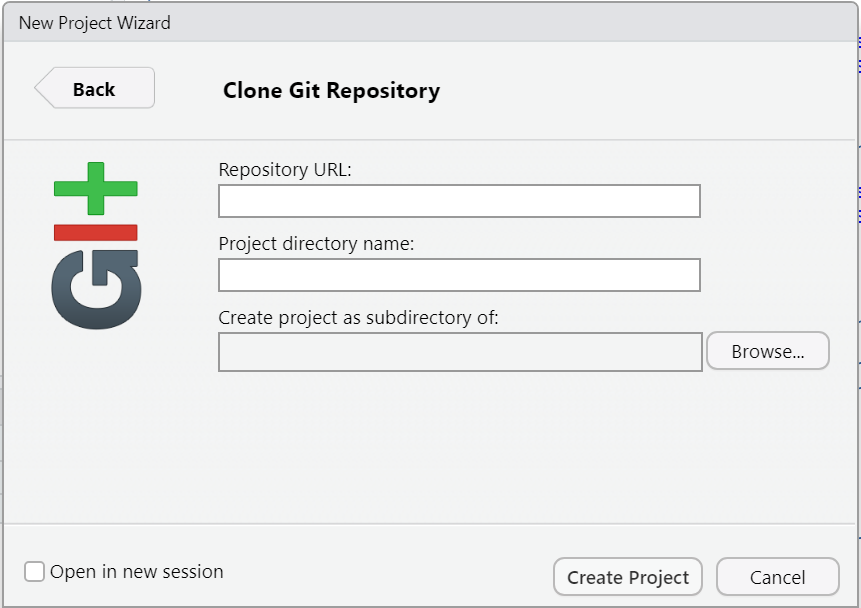 New Project Wizard
Back
Clone Git Repository
Repository URL:
Project directory name:
Create project as subdirectory of:
Browse...
GIt
Open in new session
Create Project
Cancel